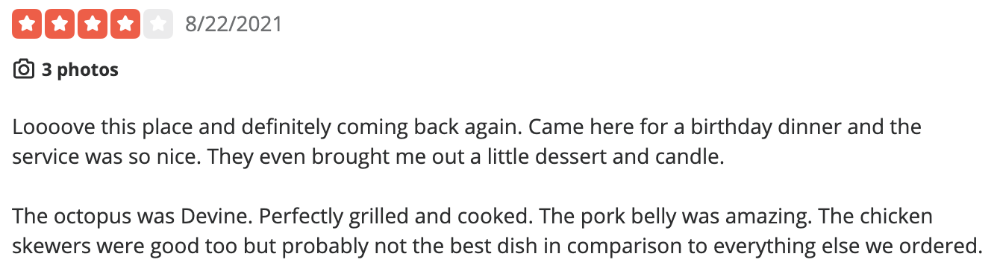 8/22/2021
3 photos
Loooove this place and definitely coming back again. Came here for a birthday dinner and the
service was so nice. They even brought me out a little dessert and candle.
The octopus was Devine. Perfectly grilled and cooked. The pork belly was amazing. The chicken
skewers were good too but probably not the best dish in comparison to everything else we ordered.